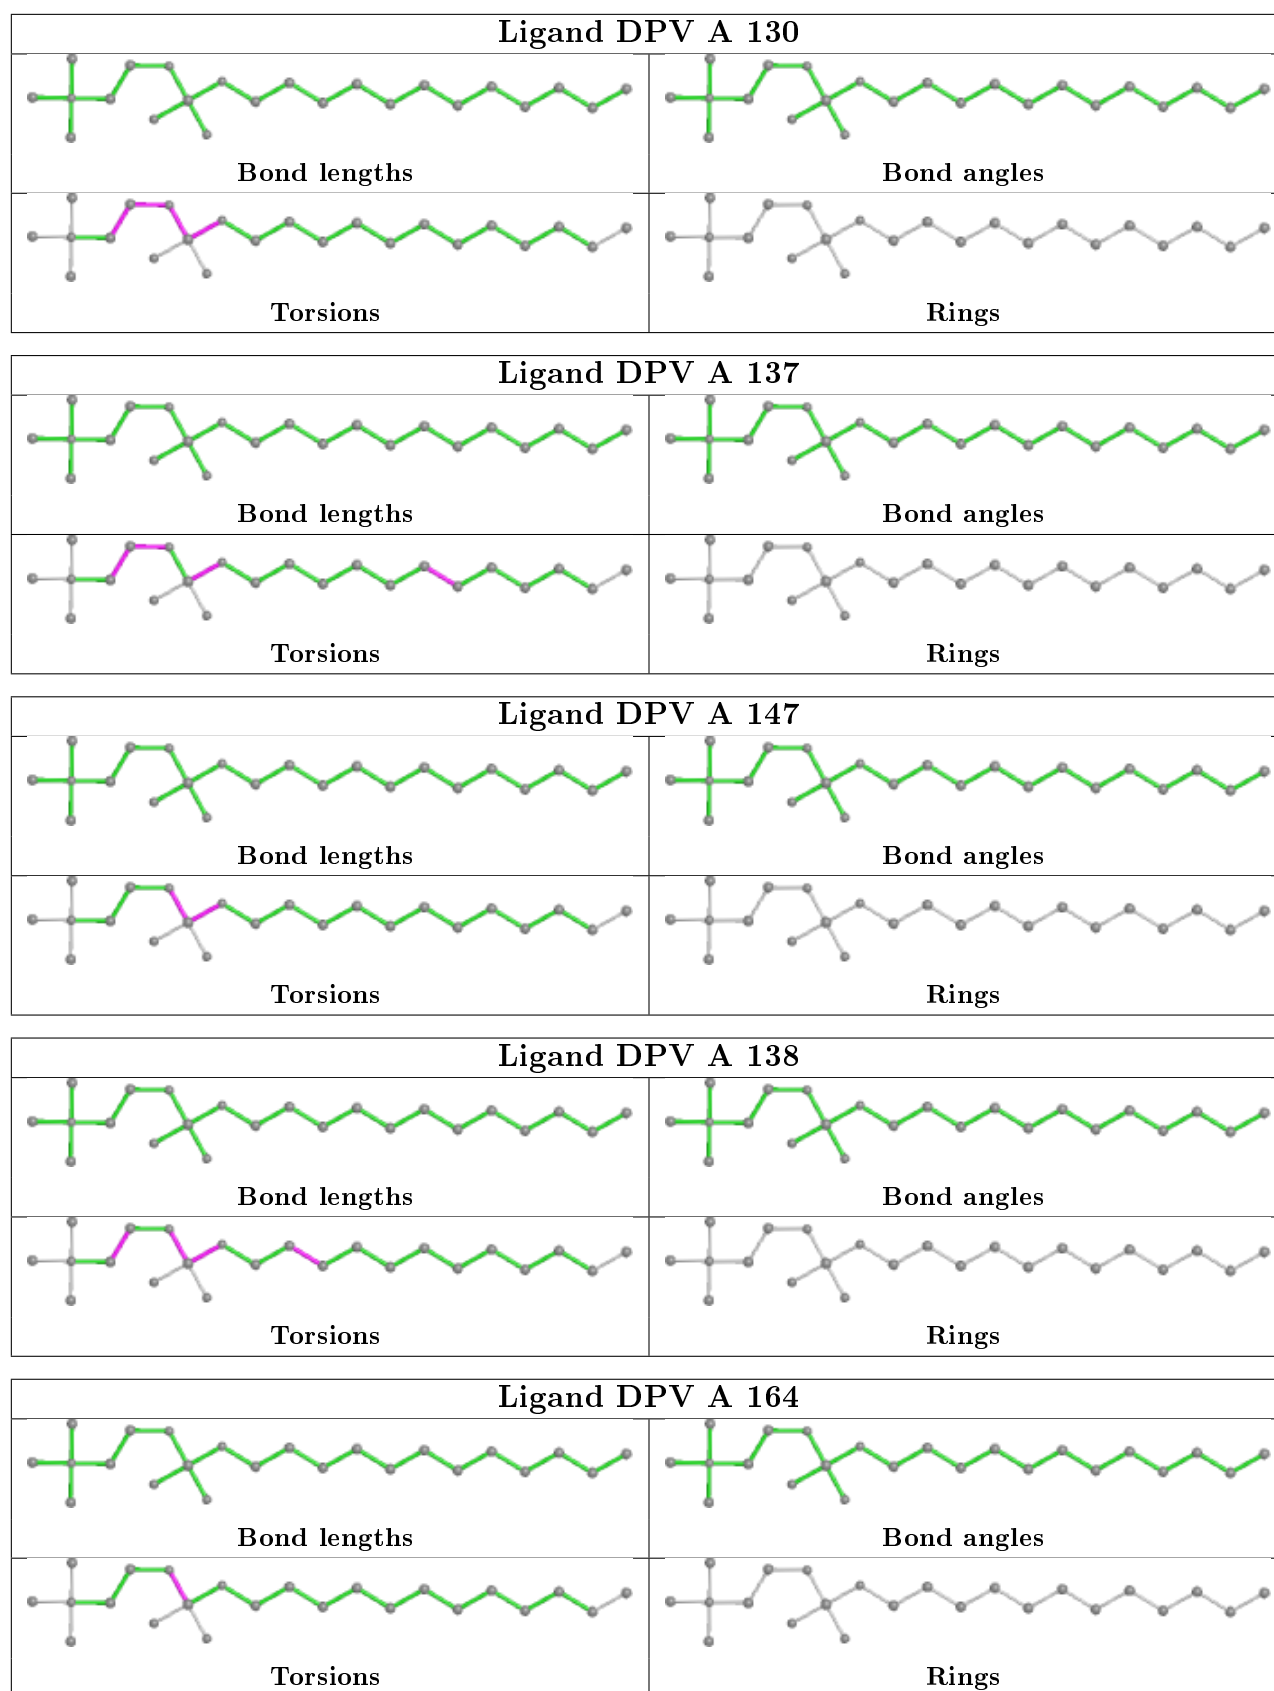 Ligand DPV A 130
Bond lengths
Bond angles
Torsions
Rings
Ligand DPV A 137
Bond lengths
Bond angles
Torsions
Rings
Ligand DPV A 147
Bond lengths
Bond angles
Torsions
Rings
Ligand DPV A 138
Bond lengths
Bond angles
Torsions
Rings
Ligand DPV A 164
Bond lengths
Bond angles
Torsions
Rings